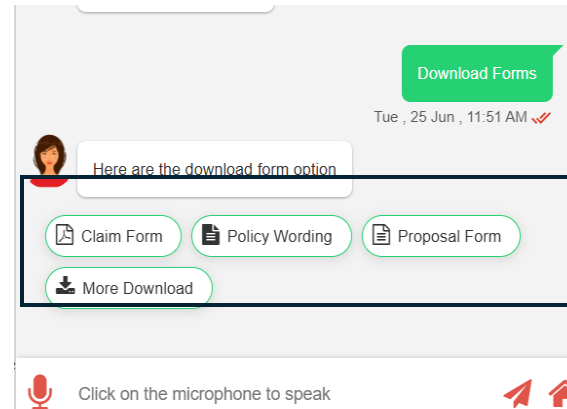 Download Forms
Tue , 25 Jun , 11:51 AM
Here are the download form option
Claim Form
Policy Wording
Proposal Form
More Download
Click on the microphone to speak